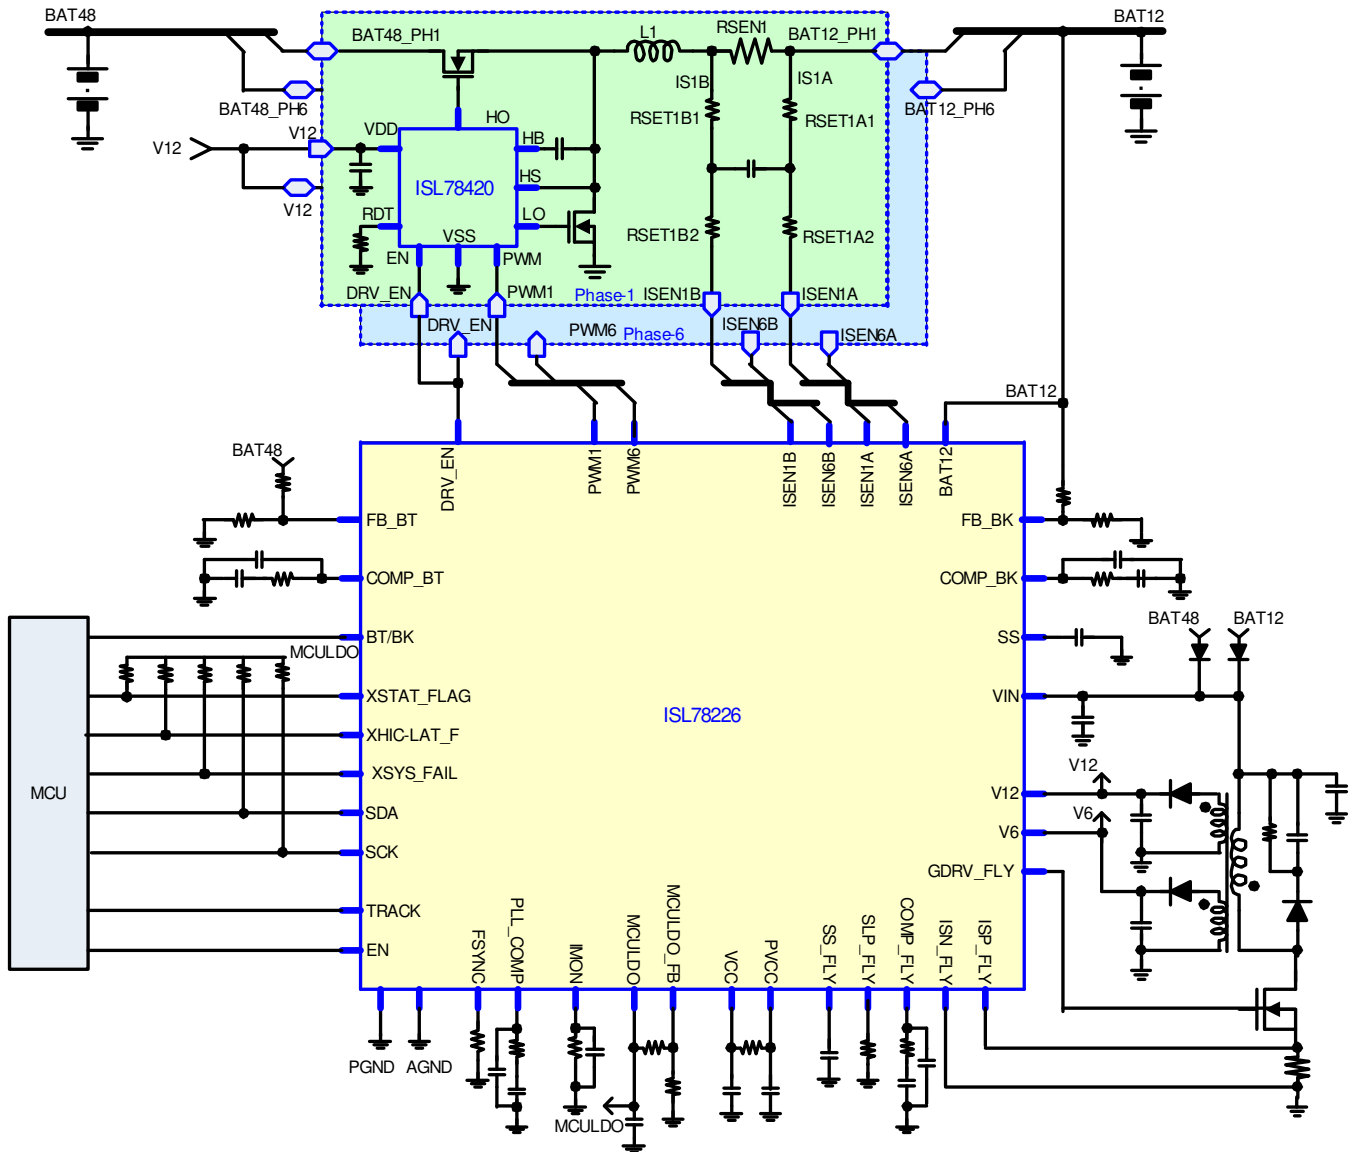 BAT48
BAT12
BAT48_PH1
L1
RSEN1
BAT12_PH1
IS1B
IS1A
BAT48_PH6
BAT12_PH6
V12
V12
VDD
HO
HB
RSET1B1
RSET1A1
ISL78420
HS
V12
RDT
LO
VSS
RSET1B2
RSET1A2
EN
PWM
DRV_EN
PWM1
Phase-1
ISEN1B
ISEN1A
DRV_EN
PWM6
Phase-6
ISEN6B
ISEN6A
BAT12
BAT48
DRV_EN
PWM1
PWM6
ISEN1B
ISEN6B
ISEN1A
ISEN6A
BAT12
FB_BT
FB_BK
COMP_BT
COMP_BK
BT/BK
SS
BAT48
BAT12
MCULDO
XSTAT_FLAG
VIN
ISL78226
XHIC-LAT_F
XSYS_FAIL
V12
MCU
V12
SDA
V6
V6
SCK
GDRV_FLY
TRACK
EN
FSYNC
PLL_COMP
IMON
MCULDO
MCULDO_FB
VCC
PVCC
SS_FLY
SLP_FLY
COMP_FLY
ISN_FLY
ISP_FLY
PGND
AGND
MCULDO